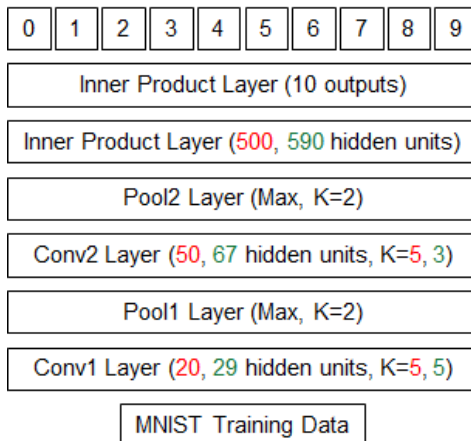 0 1 2 3 4 5 6 7 8 9
Inner Product Layer (10 outputs)
Inner Product Layer (500, 590 hidden units)
Pool2 Layer (Max, K=2)
Conv2 Layer (50, 67 hidden units, K=5, 3)
Pool1 Layer (Max, K=2)
Conv1 Layer (20, 29 hidden units, K=5, 5)
MNIST Training Data